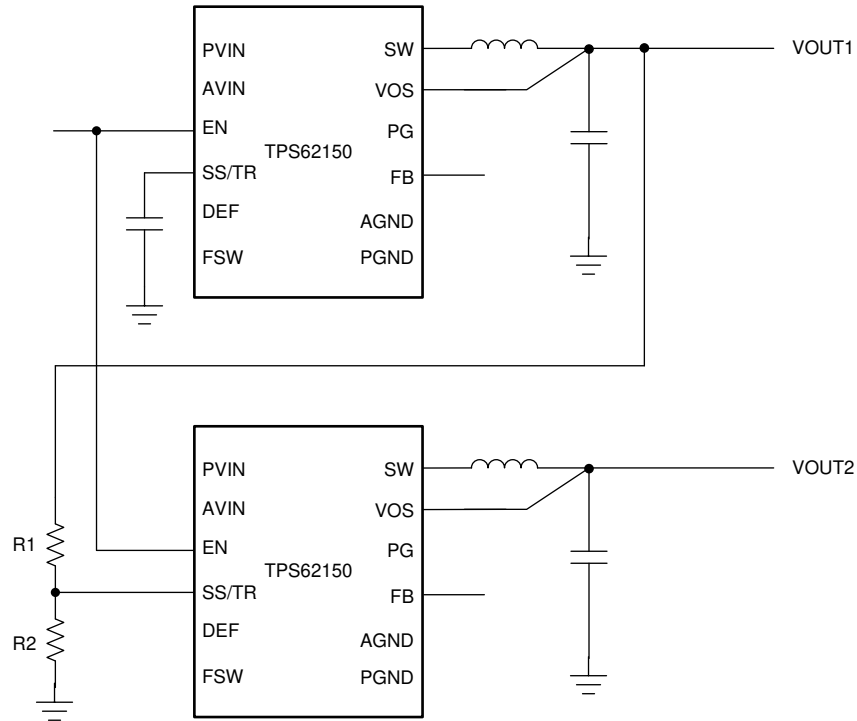 PVIN
SW
VOUT1
AVIN
VOS
EN
PG
TPS62150
SS/TR
FB
DEF
AGND
FSW
PGND
PVIN
SW
VOUT2
AVIN
VOS
R1
EN
PG
TPS62150
SS/TR
FB
R2
DEF
AGND
FSW
PGND